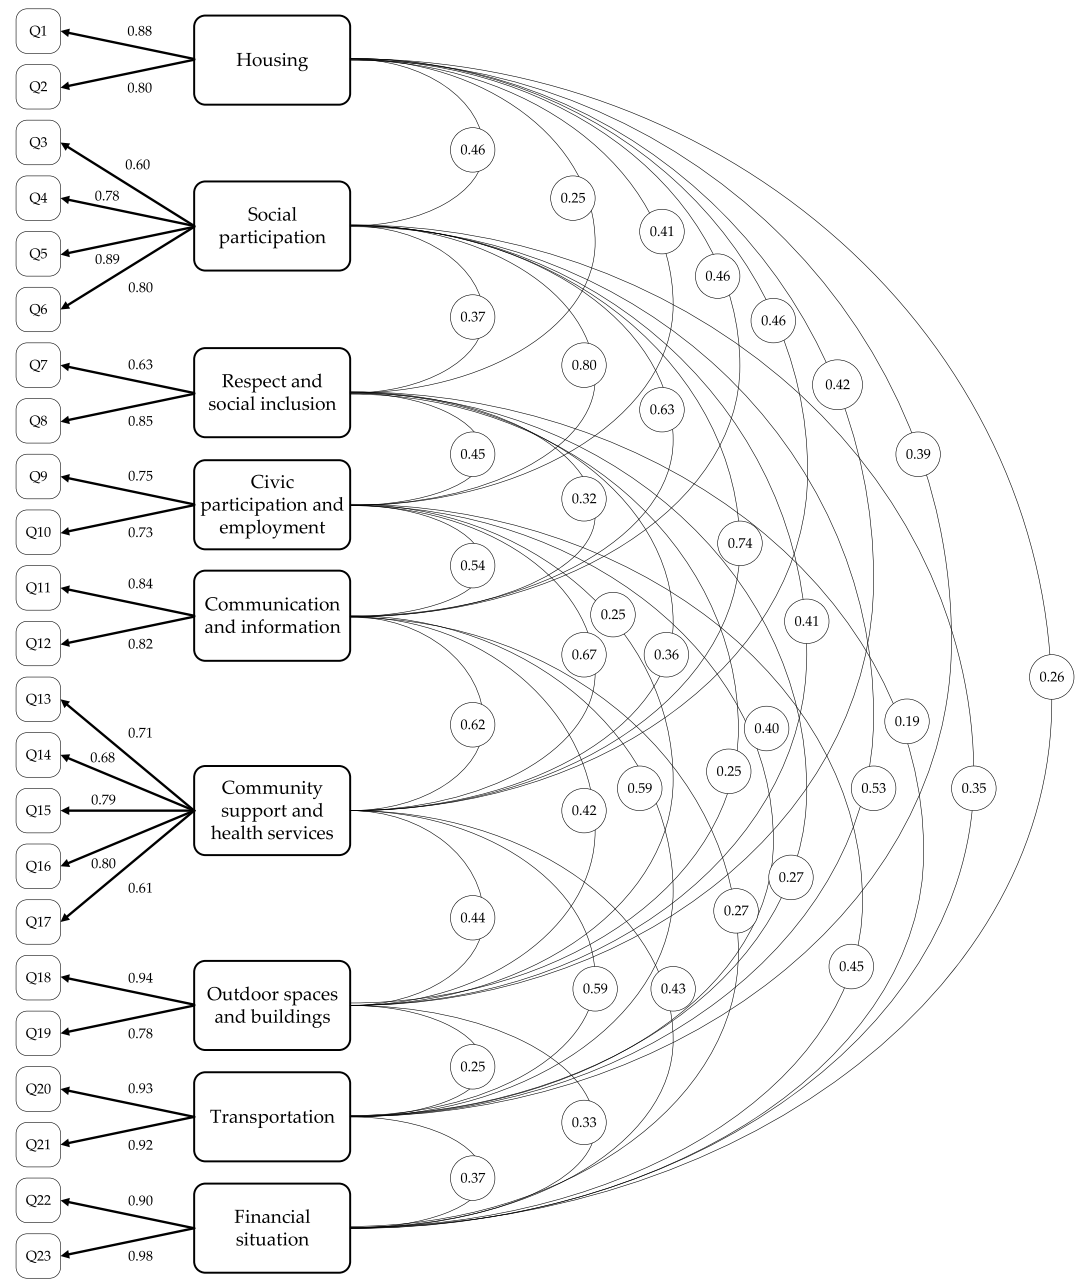 Q1
0.88
Housing
Q2
0.80
Q3
0.60
0.46
Q4
0.78
0.25
Social
participation
0.41
Q5
0.89
0.46
Q6
0.80
0.37
0.46
Q7
0.63
0.80
Respect and
social inclusion
0.42
Q8
0.85
0.63
0.45
0.39
Q9
0.75
Civic
participation and
employment
0.32
Q10
0.73
0.74
0.54
Q11
0.84
Communication
and information
0.25
0.41
Q12
0.82
0.67
0.36
0.26
Q13
0.71
0.62
0.19
0.40
Q14
0.68
0.25
Community
support and
health services
0.59
0.53
0.35
Q15
0.79
0.42
Q16
0.80
0.27
Q17
0.61
0.44
0.27
0.45
Q18
0.94
Outdoor spaces
and buildings
0.59
0.43
Q19
0.78
0.25
Q20
0.93
Transportation
0.33
Q21
0.92
0.37
Q22
0.90
Financial
situation
Q23
0.98